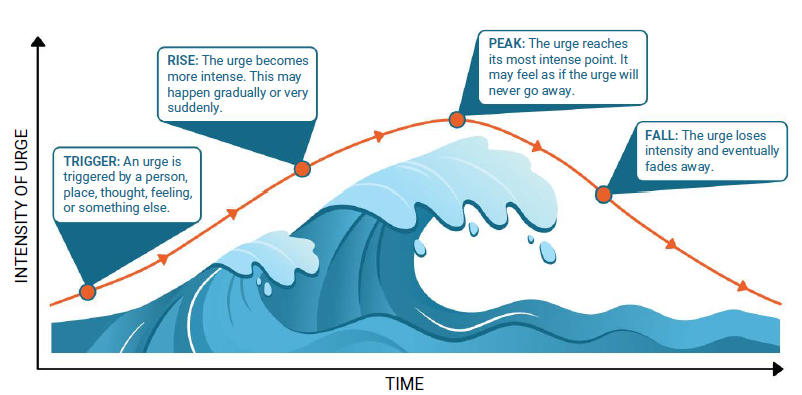 PEAK: The urge reaches
its most intense point. It
may feel as if the urge will
never go away.
RISE: The urge becomes
more intense. This may
happen gradually or very
suddenly.
FALL: The urge loses
intensity and eventually
fades away.
TRIGGER: An urge is
triggered by a person,
place, thought, feeling,
or something else.
INTENSITY OF URGE
TIME